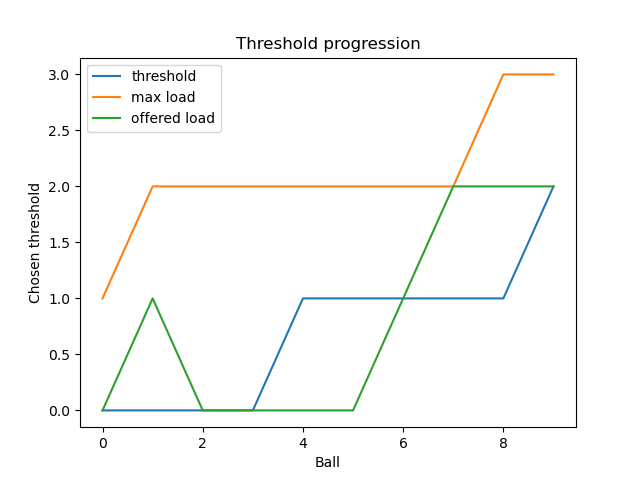 Threshold progression
threshold
max load
offered load
3.0
2.5
2.0
1.5
1.0
0.5
0.0
Chosen threshold
0 2 4 6 8
Ball